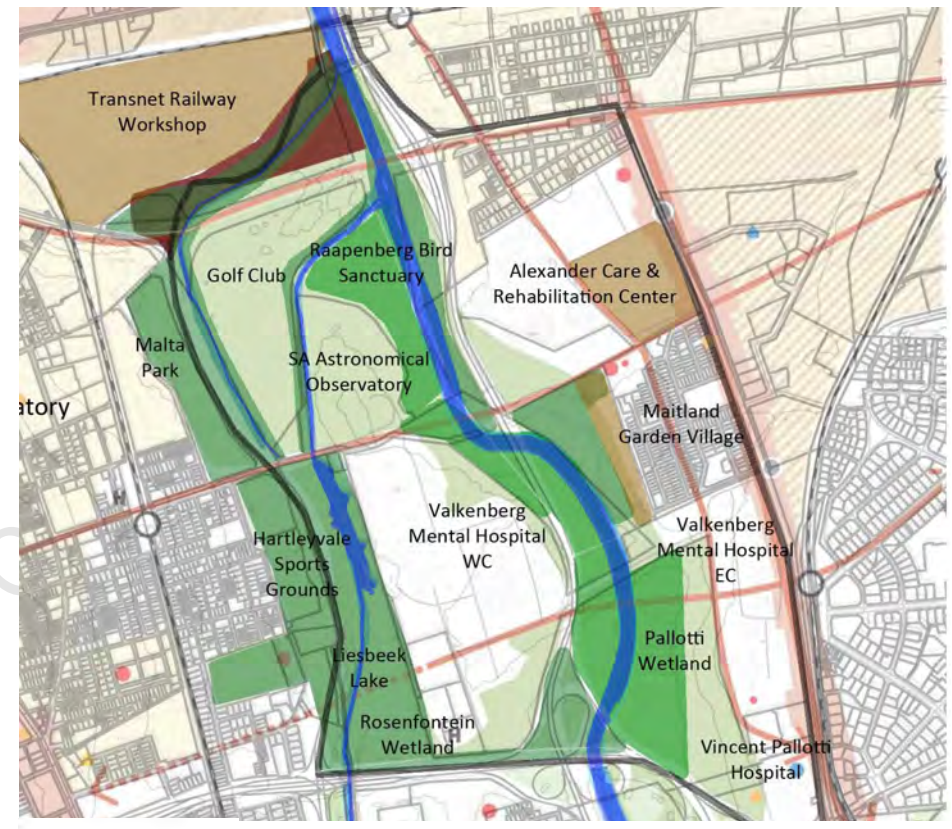 Transnet Railway
Workshop
Raapenberg Bird
Sanctuary
Golf Club
Alexander Care &
Rehabilitation Center
Malta
Park
SA Astronomical
Observatory
atory
Maitland
Garden Village
H
Valkenberg
Mental Hospital
WC
Valkenberg
Mental Hospital
EC
Hartleyvale
Sports
Grounds
Pallotti
Wetland
Liesbeek
Lake
Rosenfontein
Wetland
H
Vincent Pallotti
Hospital